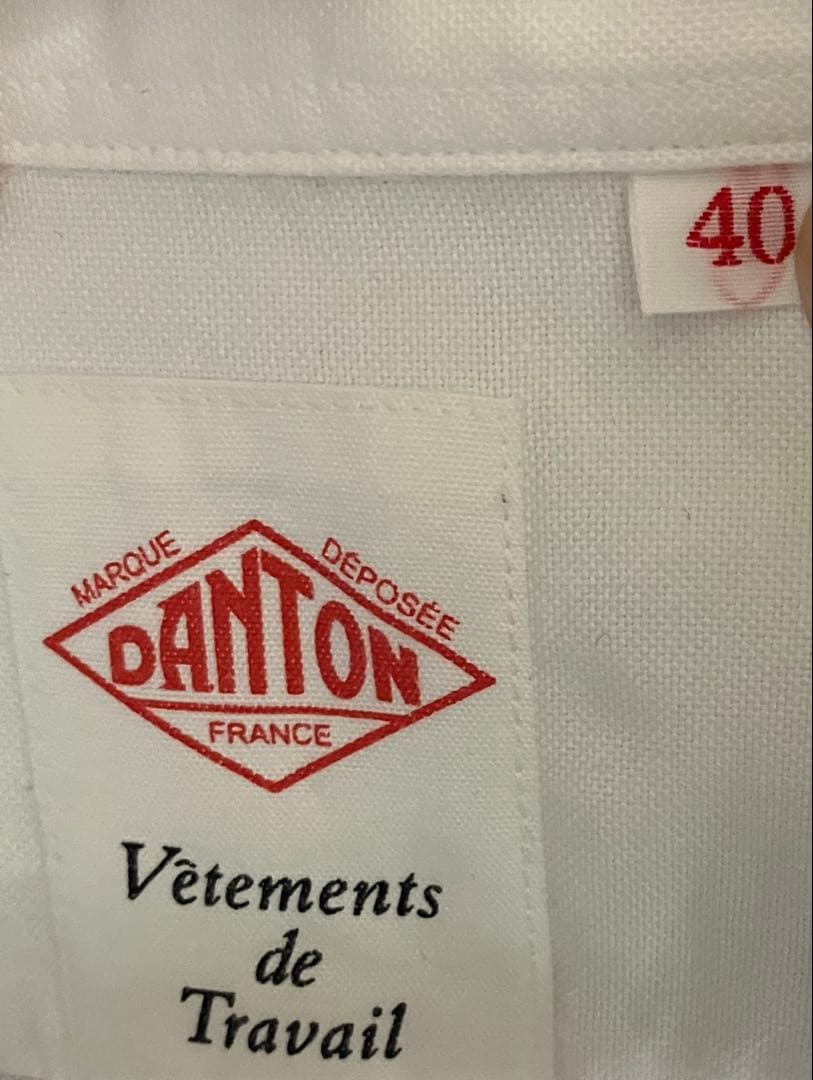 40
MARQUE DÉPOSÉE
DANTON
FRANCE
Vêtements
de
Travail